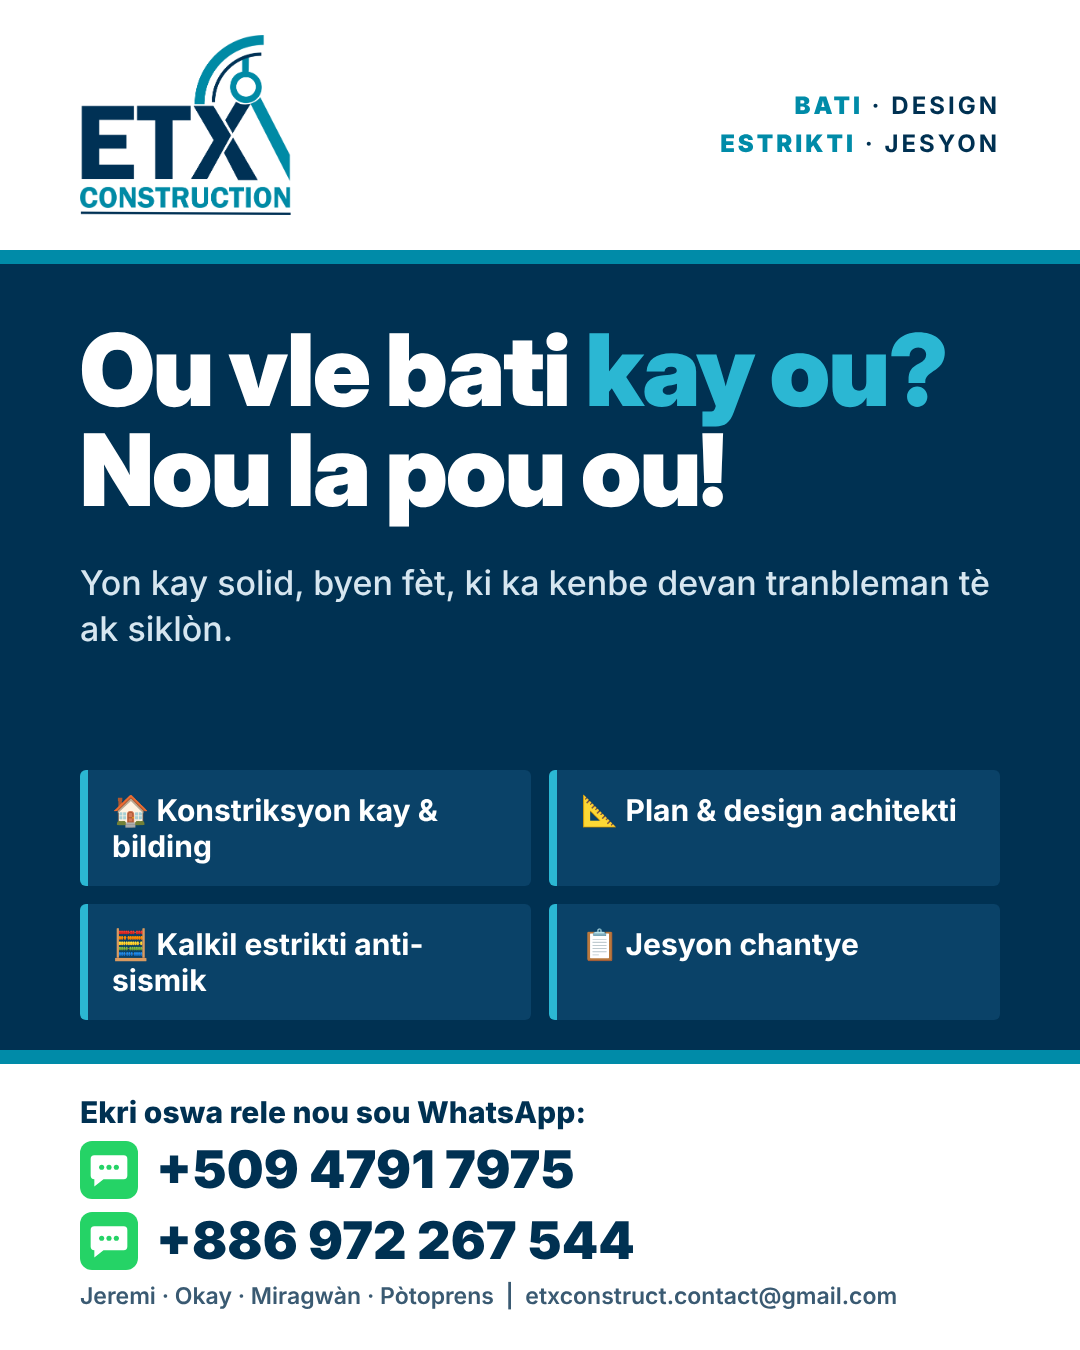 ETX
CONSTRUCTION
BATI · DESIGN
ESTRIKTI · JESYON
Ou vle bati kay ou?
Nou la pou ou!
Yon kay solid, byen fèt, ki ka kenbe devan tranbleman tè
ak siklòn.
🏠 Konstriksyon kay &
bilding
📐 Plan & design achitekti
🧮 Kalkil estrikti anti-
sismik
📋 Jesyon chantye
Ekri oswa rele nou sou WhatsApp:
+509 4791 7975
+886 972 267 544
Jeremi · Okay · Miragwàn · Pòtoprens | etxconstruct.contact@gmail.com